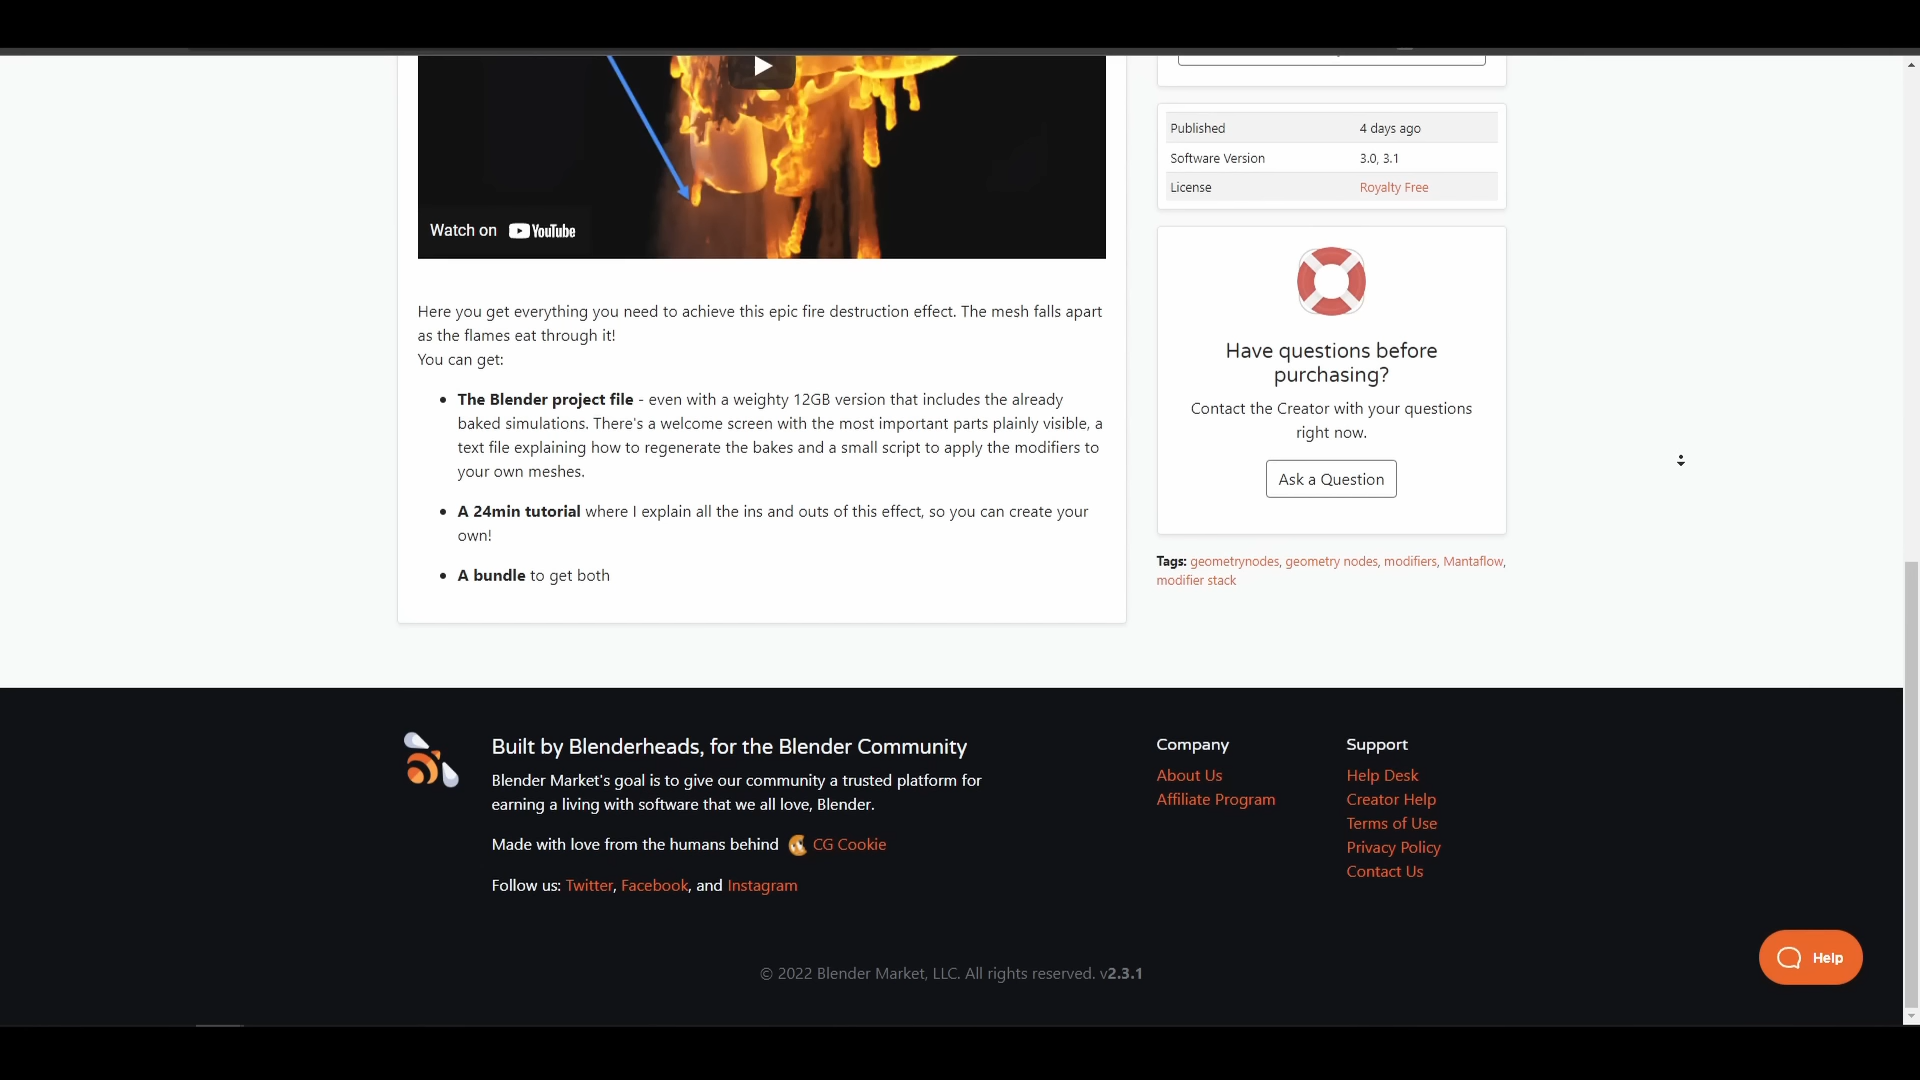 Watch on YouTube
Here you get everything you need to achieve this epic fire destruction effect. The mesh falls apart
as the flames eat through it!
You can get:
• The Blender project file - even with a weighty 12GB version that includes the already
baked simulations. There's a welcome screen with the most important parts plainly visible, a
text file explaining how to regenerate the bakes and a small script to apply the modifiers to
your own meshes.
• A 24min tutorial where I explain all the ins and outs of this effect, so you can create your
own!
• A bundle to get both
Published 4 days ago
Software Version 3.0, 3.1
License Royalty Free
Have questions before
purchasing?
Contact the Creator with your questions
right now.
Ask a Question
Tags: geometrynodes, geometry nodes, modifiers, Mantaflow,
modifier stack
Built by Blenderheads, for the Blender Community
Blender Market's goal is to give our community a trusted platform for
earning a living with software that we all love, Blender.
Made with love from the humans behind CG Cookie
Follow us: Twitter, Facebook, and Instagram
Company
About Us
Affiliate Program
Support
Help Desk
Creator Help
Terms of Use
Privacy Policy
Contact Us
Help
© 2022 Blender Market, LLC. All rights reserved. v2.3.1